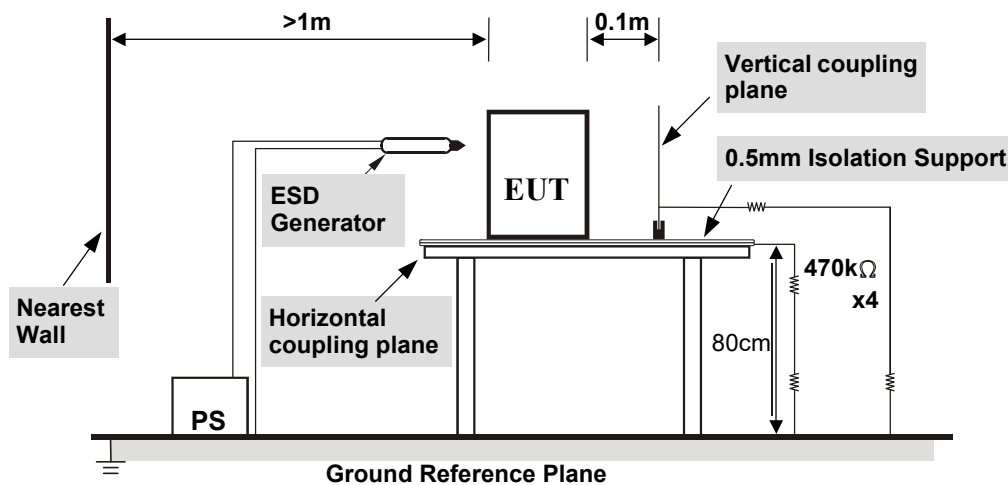 >1m
0.1m
Vertical coupling
plane
0.5mm Isolation Support
ESD
Generator
EUT
Nearest
Wall
Horizontal
coupling plane
470kΩ
x4
80cm
PS
Ground Reference Plane